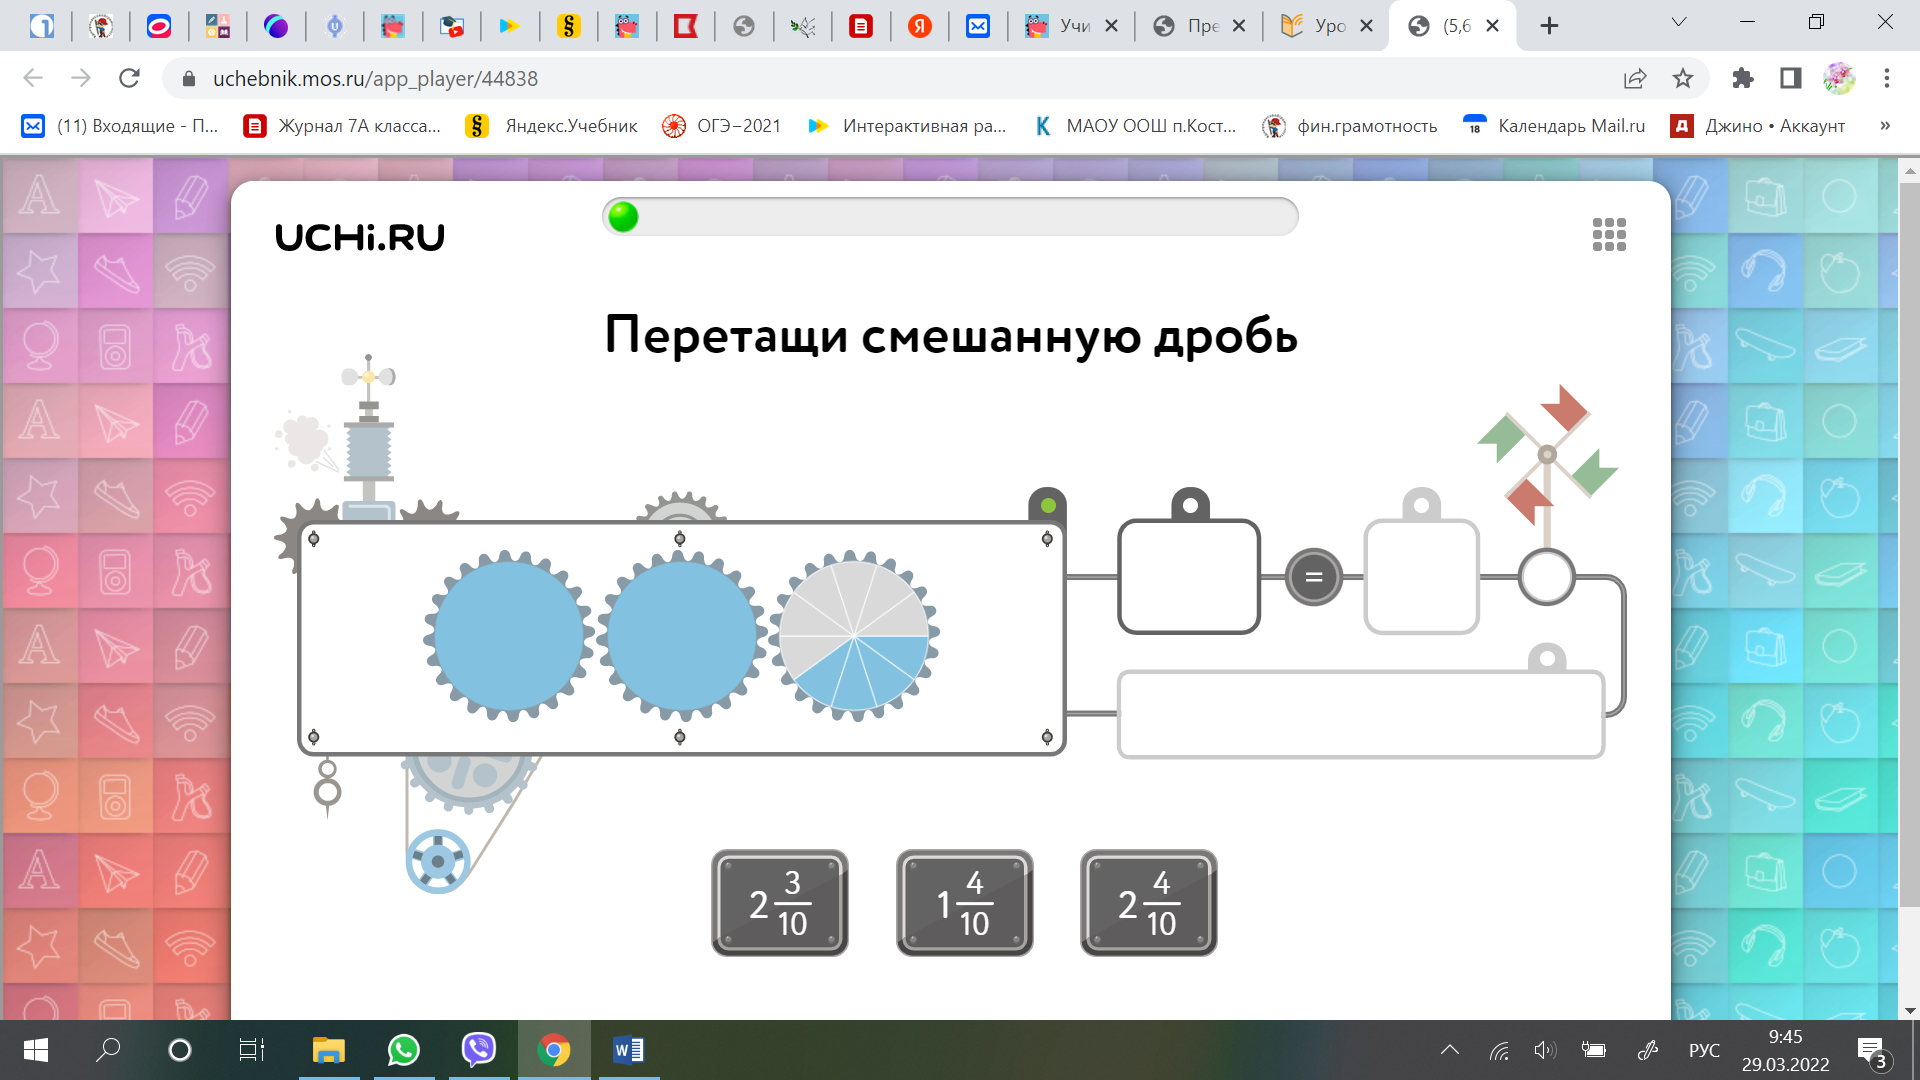 Учи
Пре
Уро
(5,6
uchebnik.mos.ru/app_player/44838
(11) Входящие - П...
Журнал 7А класса...
Яндекс.Учебник
ОГЭ–2021
Интерактивная ра...
МАОУ ООШ п.Кост...
фин.грамотность
18
Календарь Mail.ru
Джино • Аккаунт
»
UCHi.RU
Перетащи смешанную дробь
=
2 3/10
1 4/10
2 4/10
РУС
9:45
29.03.2022
3